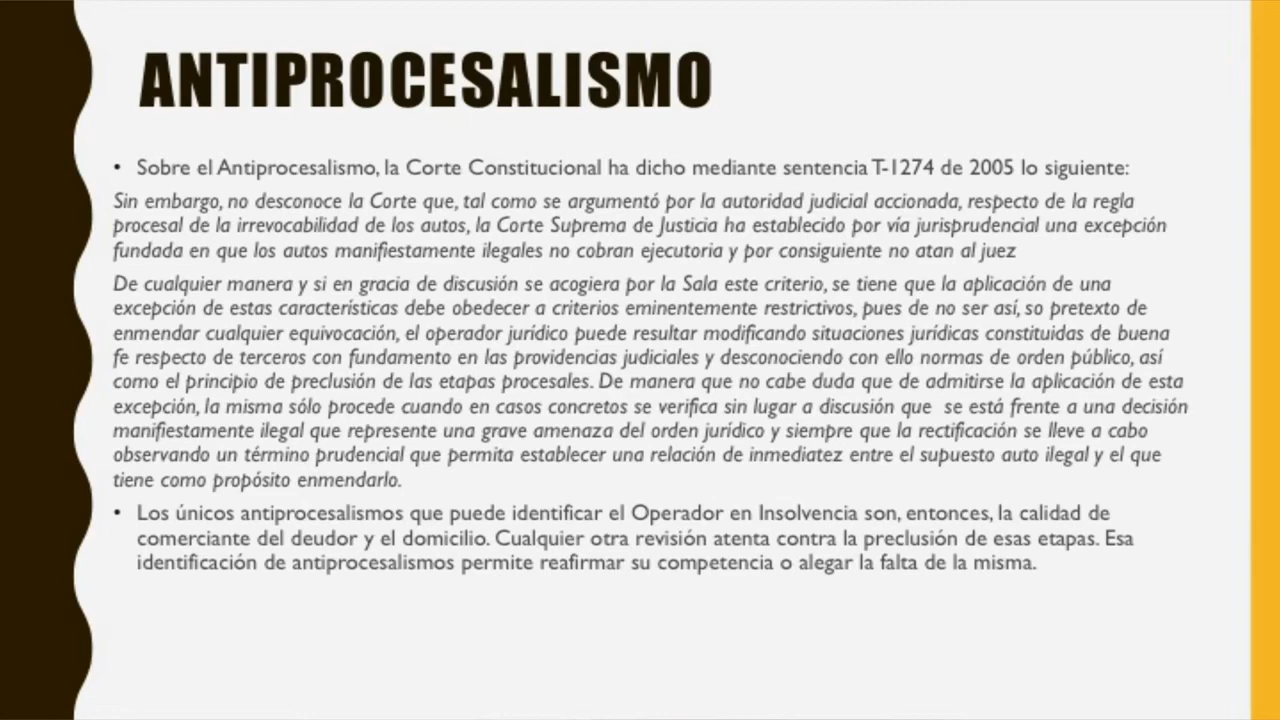 ANTIPROCESALISMO
• Sobre el Antiprocesalismo, la Corte Constitucional ha dicho mediante sentencia T-1274 de 2005 lo siguiente:
Sin embargo, no desconoce la Corte que, tal como se argumentó por la autoridad judicial accionada, respecto de la regla
procesal de la irrevocabilidad de los autos, la Corte Suprema de Justicia ha establecido por vía jurisprudencial una excepción
fundada en que los autos manifiestamente ilegales no cobran ejecutoria y por consiguiente no atan al juez
De cualquier manera y si en gracia de discusión se acogiera por la Sala este criterio, se tiene que la aplicación de una
excepción de estas características debe obedecer a criterios eminentemente restrictivos, pues de no ser así, so pretexto de
enmendar cualquier equivocación, el operador jurídico puede resultar modificando situaciones jurídicas constituidas de buena
fe respecto de terceros con fundamento en las providencias judiciales y desconociendo con ello normas de orden público, así
como el principio de preclusión de las etapas procesales. De manera que no cabe duda que de admitirse la aplicación de esta
excepción, la misma sólo procede cuando en casos concretos se verifica sin lugar a discusión que se está frente a una decisión
manifiestamente ilegal que represente una grave amenaza del orden jurídico y siempre que la rectificación se lleve a cabo
observando un término prudencial que permita establecer una relación de inmediatez entre el supuesto auto ilegal y el que
tiene como propósito enmendarlo.
• Los únicos antiprocesalismos que puede identificar el Operador en Insolvencia son, entonces, la calidad de
comerciante del deudor y el domicilio. Cualquier otra revisión atenta contra la preclusión de esas etapas. Esa
identificación de antiprocesalismos permite reafirmar su competencia o alegar la falta de la misma.